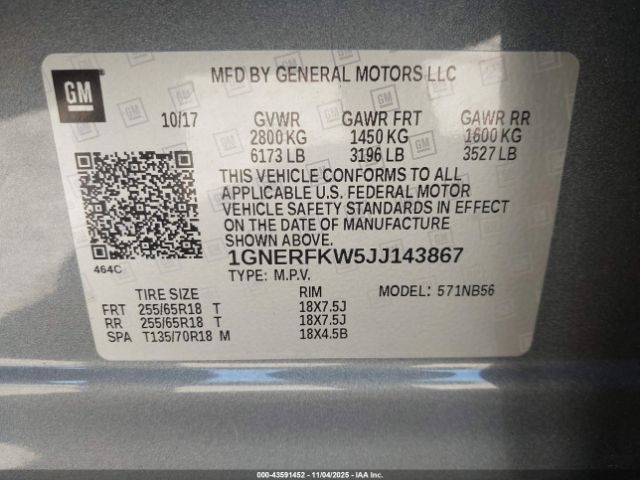 GM
MFD BY GENERAL MOTORS LLC
10/17 GVWR GAWR FRT GAWR RR
2800 KG 1450 KG 1600 KG
6173 LB 3196 LB 3527 LB
THIS VEHICLE CONFORMS TO ALL
APPLICABLE U.S. FEDERAL MOTOR
VEHICLE SAFETY STANDARDS IN EFFECT
ON THE DATE OF MANUFACTURE.
464C
1GNERFKW5JJ143867
TYPE: M.P.V.
TIRE SIZE RIM MODEL: 571NB56
FRT 255/65R18 T 18X7.5J
RR 255/65R18 T 18X7.5J
SPA T135/70R18 M 18X4.5B
000-43591452 11/04/2025 - IAAI, Inc.